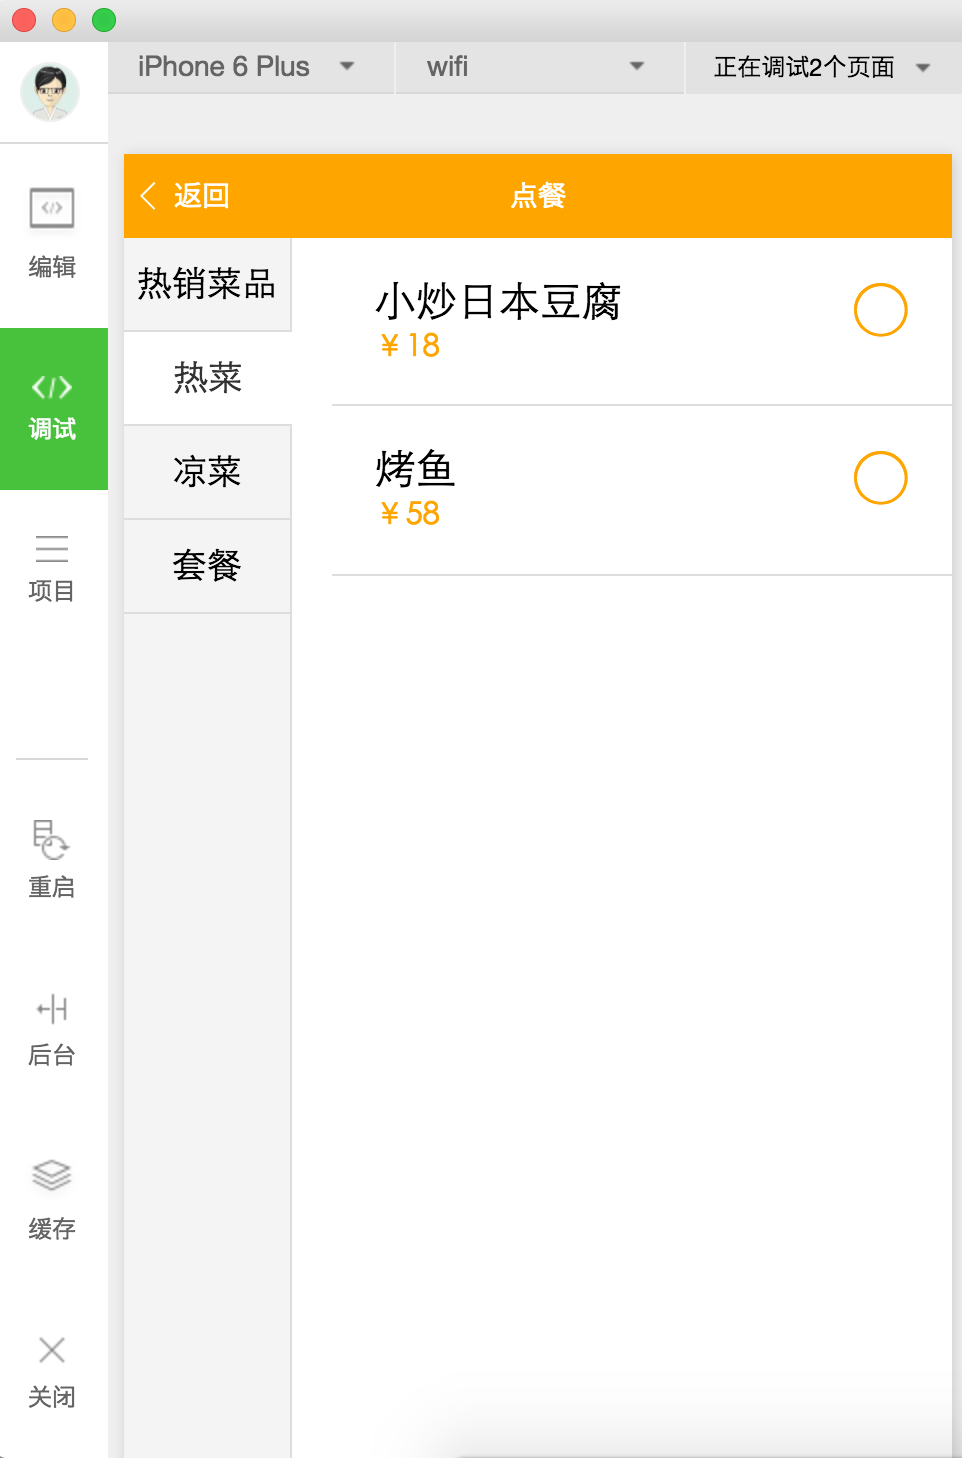 iPhone 6 Plus
wifi
正在调试2个页面
编辑
调试
项目
重启
后台
缓存
关闭
返回
点餐
热销菜品
热菜
凉菜
套餐
小炒日本豆腐
¥ 18
烤鱼
¥ 58